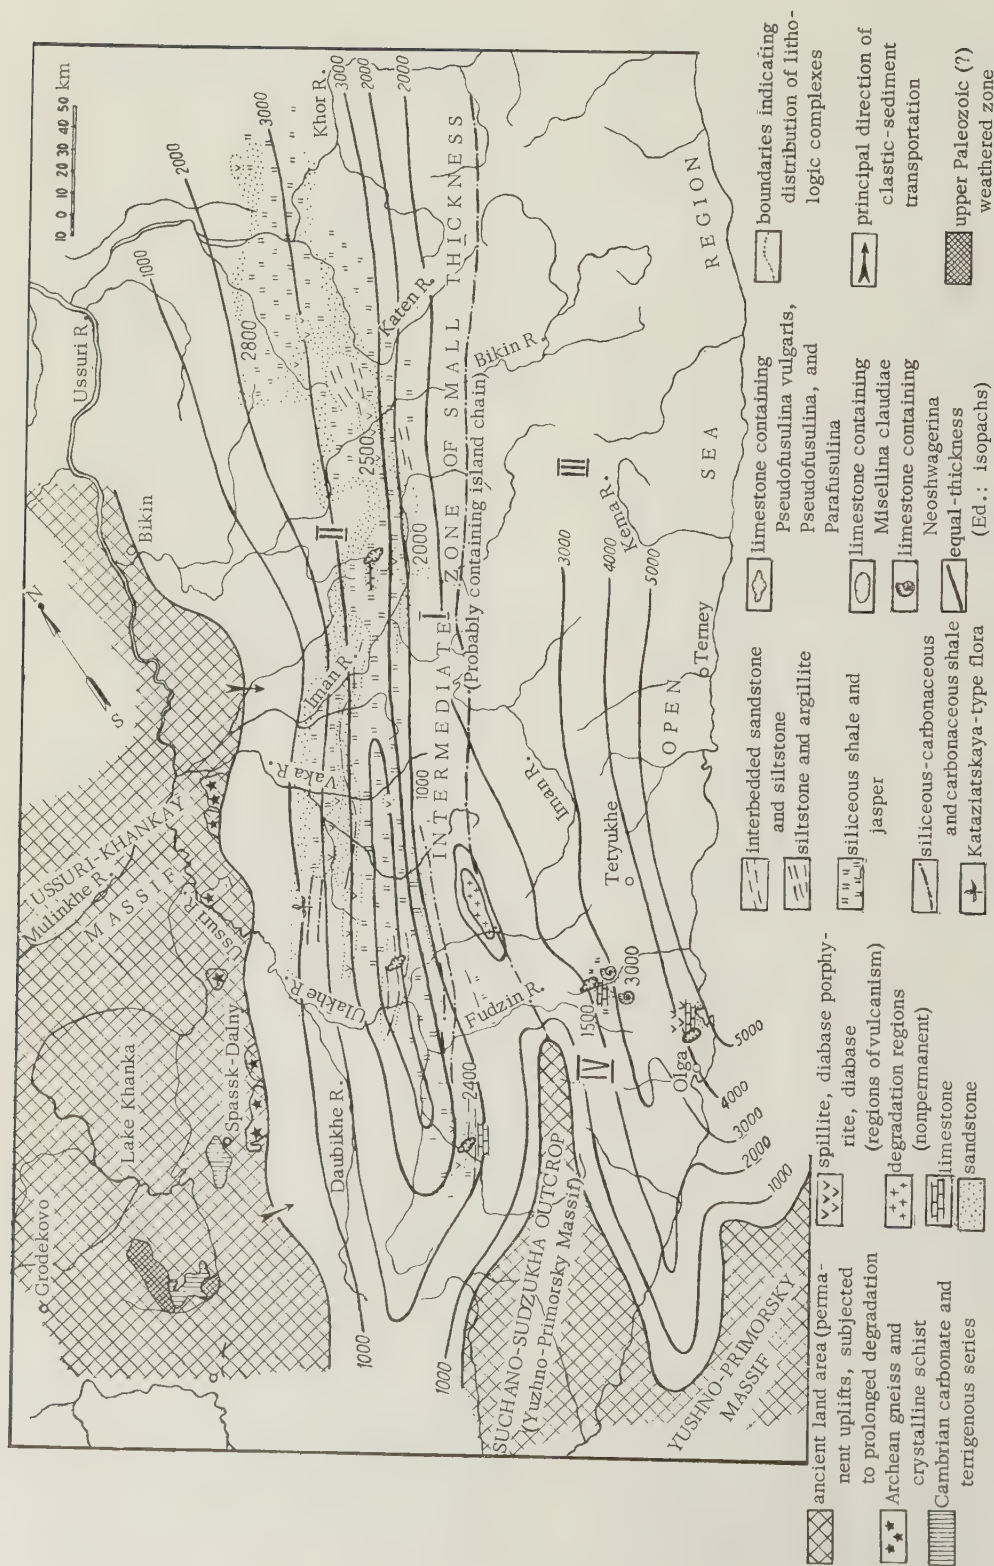 Grodekovo
Lake Khanka
Spassk-Dalny
Mulinkhe R.
USSURI-KHANKAY
MASSIF
Ussuri R.
Bikin
Ussuri R.
N
S
10 0 10 20 30 40 50 km
Khor R.
1000
2000
3000
3000
2000
2000
2800
2500
2000
Katen R.
Bikin R.
II
Iman R.
Vaka R.
Ulakhe R.
Daubikhe R.
1000
1000
I
INTERMEDIATE ZONE OF SMALL THICKNESS
(Probably containing island chain)
1000
2400
Fudzin R.
SUCHANO-SUDZUKHA OUTCROP
(Yuzhno-Primorsky Massif)
YUSHNO-PRIMORSKY
MASSIF
IV
1500
3000
III
Iman R.
Kema R.
3000
4000
5000
Tetyukhe
Terney
Olga
5000
4000
3000
2000
1000
OPEN SEA REGION
ancient land area (perma-
nent uplifts, subjected
to prolonged degradation
Archean gneiss and
crystalline schist
Cambrian carbonate and
terrigenous series
spillite, diabase porphy-
rite, diabase
(regions of vulcanism)
degradation regions
(nonpermanent)
limestone
sandstone
interbedded sandstone
and siltstone
siltstone and argillite
siliceous shale and
jasper
siliceous-carbonaceous
and carbonaceous shale
Kataziatskaya-type flora
limestone containing
Pseudofusulina vulgaris,
Pseudofusulina, and
Parafusulina
limestone containing
Misellina claudiae
limestone containing
Neoshwagerina
equal-thickness
(Ed.: isopachs)
boundaries indicating
distribution of litho-
logic complexes
principal direction of
clastic-sediment
transportation
upper Paleozoic (?)
weathered zone